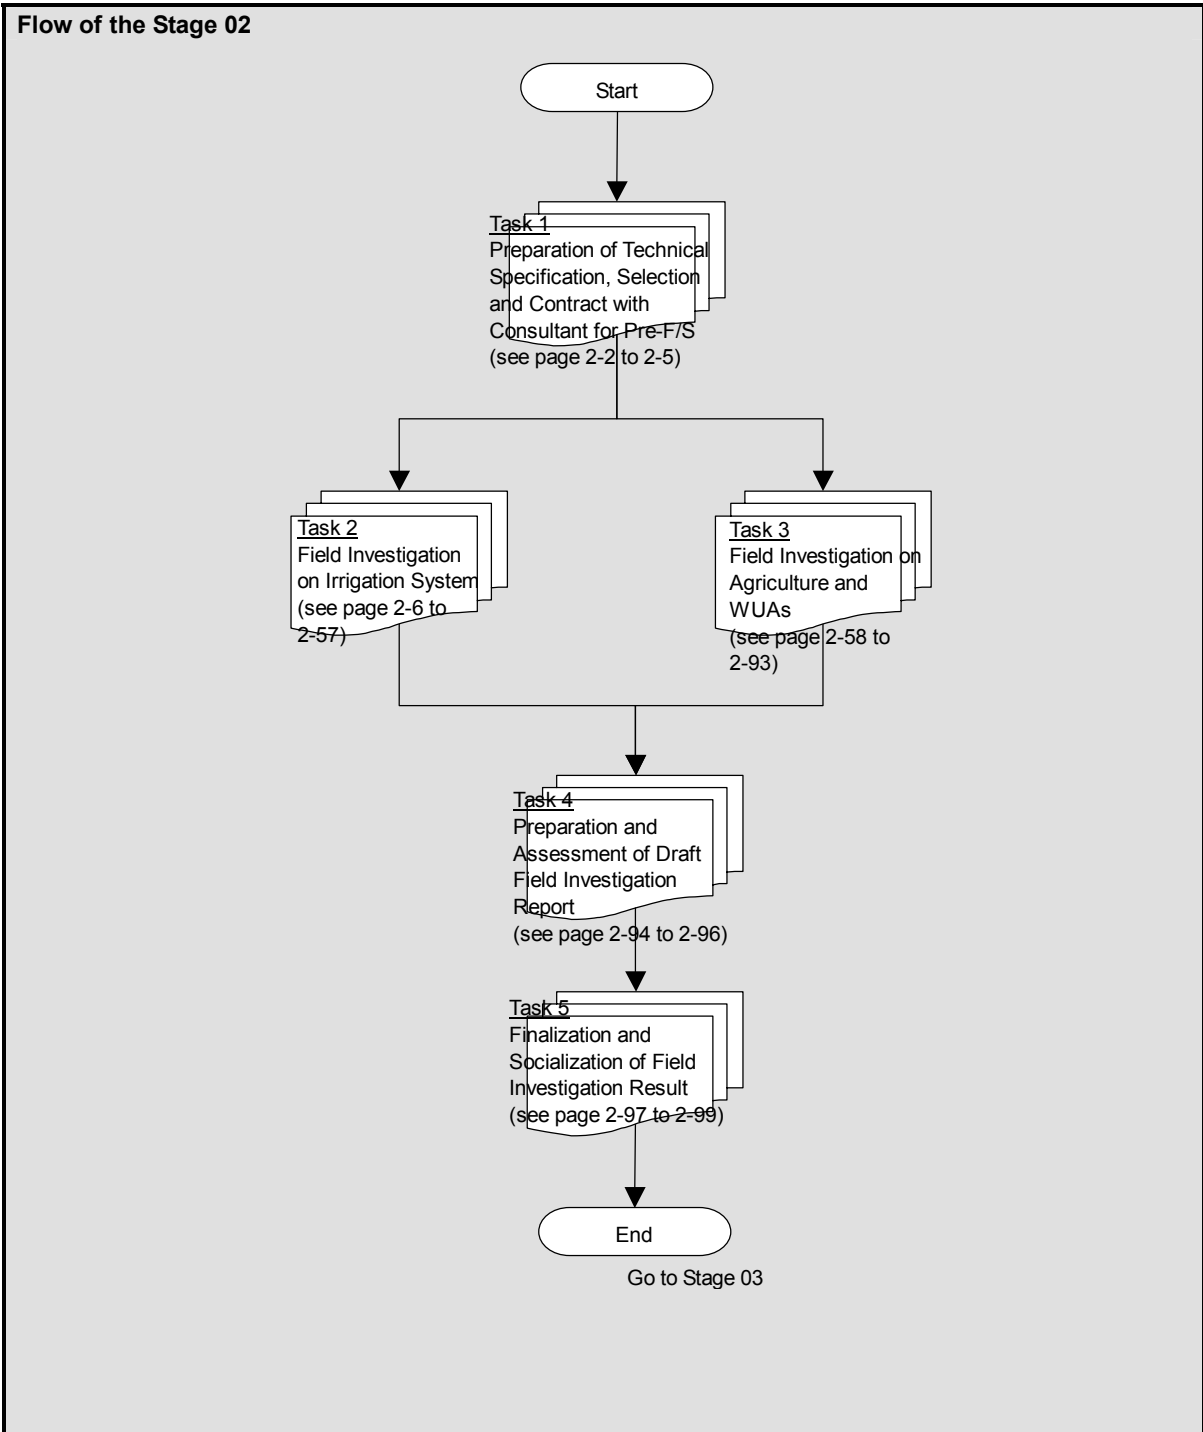 Flow of the Stage 02
Start
Task 1
Preparation of Technical
Specification, Selection
and Contract with
Consultant for Pre-F/S
(see page 2-2 to 2-5)
Task 2
Field Investigation
on Irrigation System
(see page 2-6 to
2-57)
Task 3
Field Investigation on
Agriculture and
WUAs
(see page 2-58 to
2-93)
Task 4
Preparation and
Assessment of Draft
Field Investigation
Report
(see page 2-94 to 2-96)
Task 5
Finalization and
Socialization of Field
Investigation Result
(see page 2-97 to 2-99)
End
Go to Stage 03